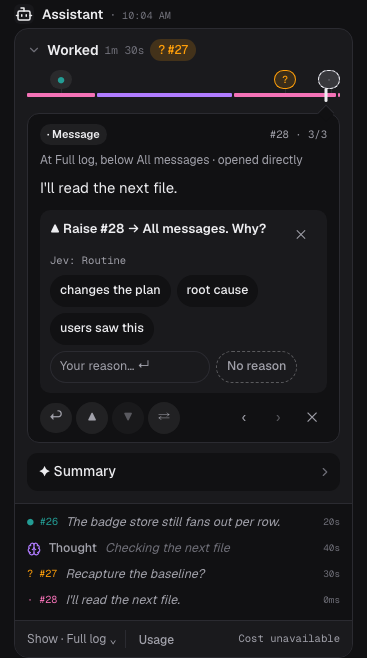 Assistant · 10:04 AM
Worked 1m 30s ? #27
?
· Message #28 · 3/3
At Full log, below All messages · opened directly
I'll read the next file.
▲ Raise #28 → All messages. Why? ×
Jev: Routine
changes the plan root cause
users saw this
Your reason… ↵ No reason
↩ ▲ ▼ ⇄ ‹ › ×
✦ Summary ›
● #26 The badge store still fans out per row. 20s
Thought Checking the next file 40s
? #27 Recapture the baseline? 30s
· #28 I'll read the next file. 0ms
Show · Full log ⌄ Usage Cost unavailable